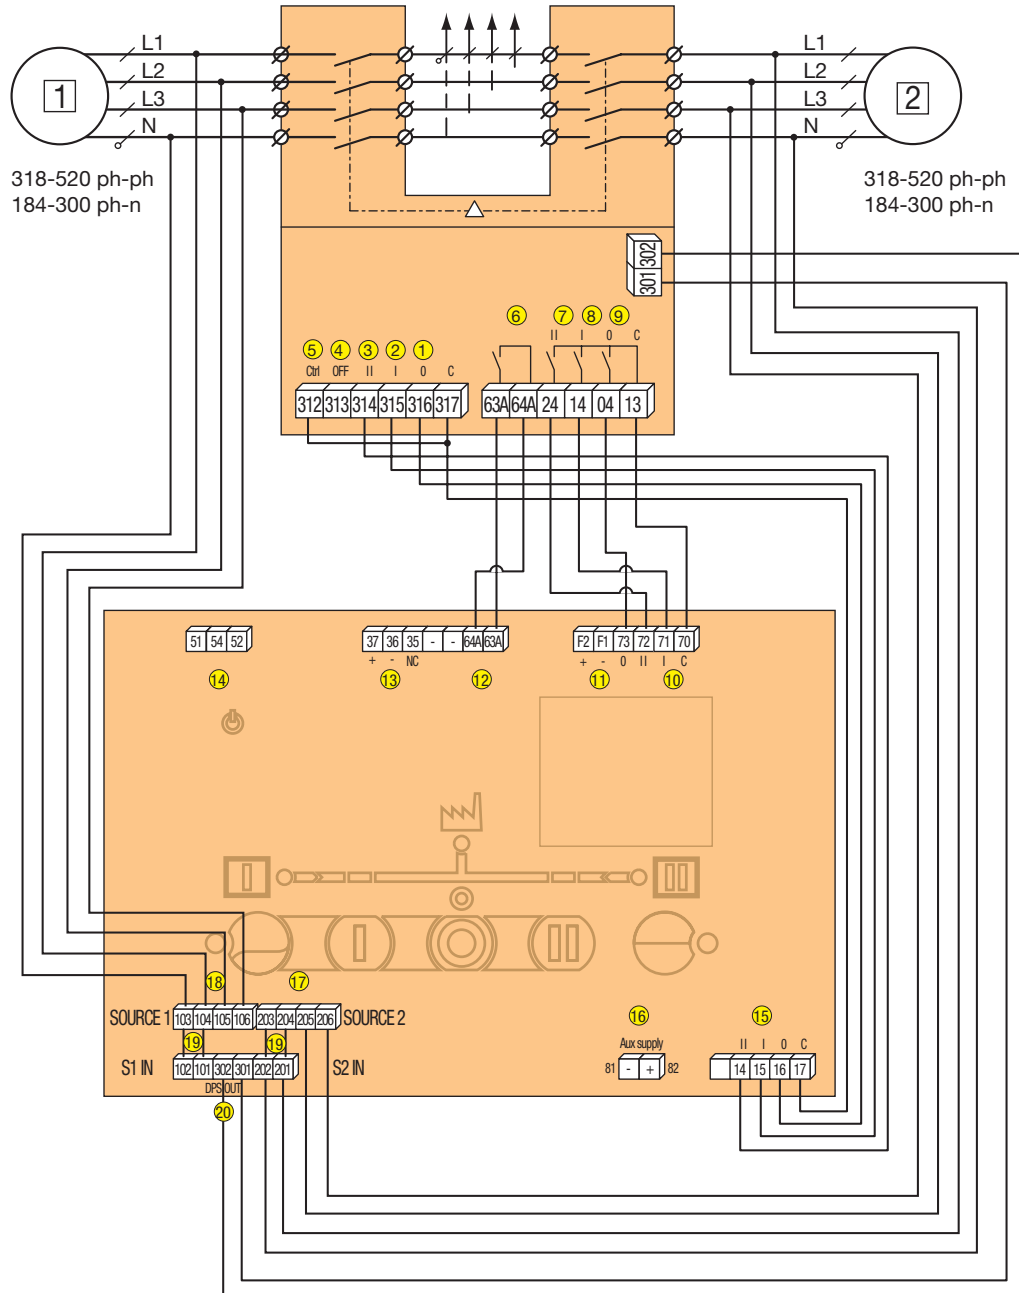 L1 L1
L2 L2
1 2
L3 L3
N N
318-520 ph-ph 318-520 ph-ph
184-300 ph-n 184-300 ph-n
302
301
6 7 8 9
II I 0 C
5 4 3 2 1
Ctrl OFF II I 0 C
312 313 314 315 316 317 63A 64A 24 14 04 13
51 54 52 37 36 35 - - 64A 63A F2 F1 73 72 71 70
+ - NC + - 0 II I C
14 13 12 11 10
18 17
SOURCE 1 103 104 105 106 203 204 205 206 SOURCE 2
16 15
19 19
Aux supply II I 0 C
S1 IN 102 101 302 301 202 201 S2 IN 81 - + 82 14 15 16 17
DPS OUT
20